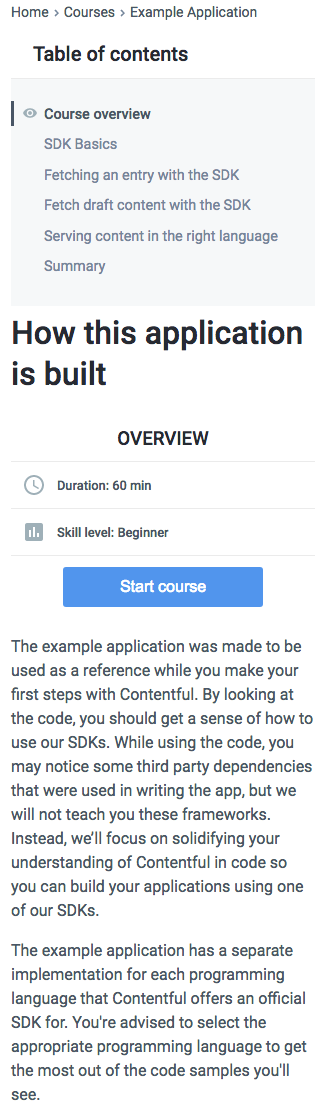 Home › Courses › Example Application
Table of contents
Course overview
SDK Basics
Fetching an entry with the SDK
Fetch draft content with the SDK
Serving content in the right language
Summary
How this application
is built
OVERVIEW
Duration: 60 min
Skill level: Beginner
Start course
The example application was made to be
used as a reference while you make your
first steps with Contentful. By looking at
the code, you should get a sense of how to
use our SDKs. While using the code, you
may notice some third party dependencies
that were used in writing the app, but we
will not teach you these frameworks.
Instead, we’ll focus on solidifying your
understanding of Contentful in code so
you can build your applications using one
of our SDKs.
The example application has a separate
implementation for each programming
language that Contentful offers an official
SDK for. You're advised to select the
appropriate programming language to get
the most out of the code samples you'll
see.